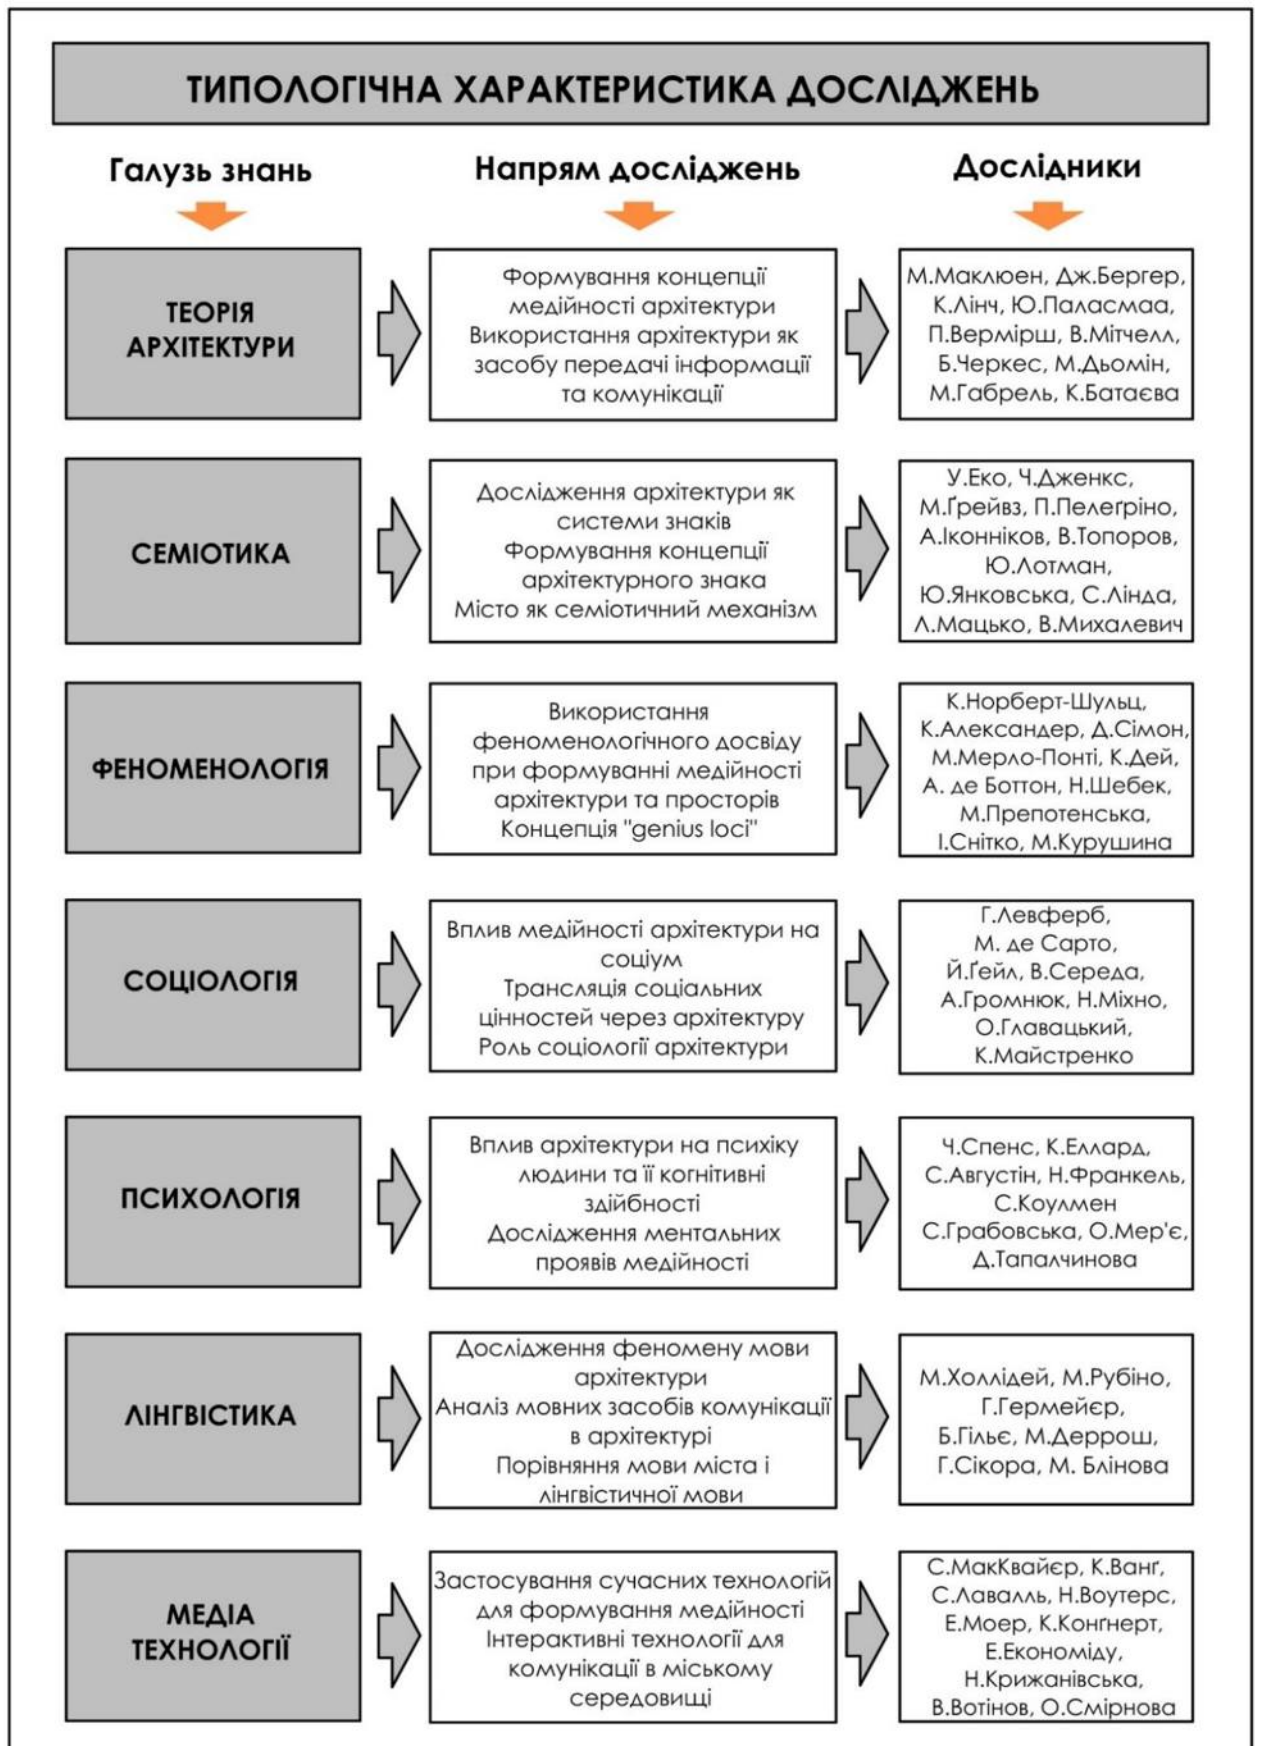 ТИПОЛОГІЧНА ХАРАКТЕРИСТИКА ДОСЛІДЖЕНЬ
Галузь знань
Напрям досліджень
Дослідники
ТЕОРІЯ
АРХІТЕКТУРИ
Формування концепції
медійності архітектури
Використання архітектури як
засобу передачі інформації
та комунікації
М.Маклюен, Дж.Бергер,
К.Лінч, Ю.Паласмаа,
П.Вермірш, В.Мітчелл,
Б.Черкес, М.Дьомін,
М.Габрель, К.Батаєва
СЕМІОТИКА
Дослідження архітектури як
системи знаків
Формування концепції
архітектурного знака
Місто як семіотичний механізм
У.Еко, Ч.Дженкс,
М.Ґрейвз, П.Пелеґріно,
А.Іконніков, В.Топоров,
Ю.Лотман,
Ю.Янковська, С.Лінда,
Л.Мацько, В.Михалевич
ФЕНОМЕНОЛОГІЯ
Використання
феноменологічного досвіду
при формуванні медійності
архітектури та просторів
Концепція "genius loci"
К.Норберт-Шульц,
К.Александер, Д.Сімон,
М.Мерло-Понті, К.Дей,
А. де Боттон, Н.Шебек,
М.Препотенська,
І.Снітко, М.Курушина
СОЦІОЛОГІЯ
Вплив медійності архітектури на
соціум
Трансляція соціальних
цінностей через архітектуру
Роль соціології архітектури
Г.Левферб,
М. де Сарто,
Й.Ґейл, В.Середа,
А.Громнюк, Н.Міхно,
О.Главацький,
К.Майстренко
ПСИХОЛОГІЯ
Вплив архітектури на психіку
людини та її когнітивні
здійбності
Дослідження ментальних
проявів медійності
Ч.Спенс, К.Еллард,
С.Августін, Н.Франкель,
С.Коулмен
С.Грабовська, О.Мер'є,
Д.Тапалчинова
ЛІНГВІСТИКА
Дослідження феномену мови
архітектури
Аналіз мовних засобів комунікації
в архітектурі
Порівняння мови міста і
лінгвістичної мови
М.Холлідей, М.Рубіно,
Г.Гермейєр,
Б.Гільє, М.Деррош,
Г.Сікора, М. Блінова
МЕДІА
ТЕХНОЛОГІЇ
Застосування сучасних технологій
для формування медійності
Інтерактивні технології для
комунікації в міському
середовищі
С.МакКвайєр, К.Ванґ,
С.Лавалль, Н.Воутерс,
Е.Моер, К.Конґнерт,
Е.Економіду,
Н.Крижанівська,
В.Вотінов, О.Смірнова